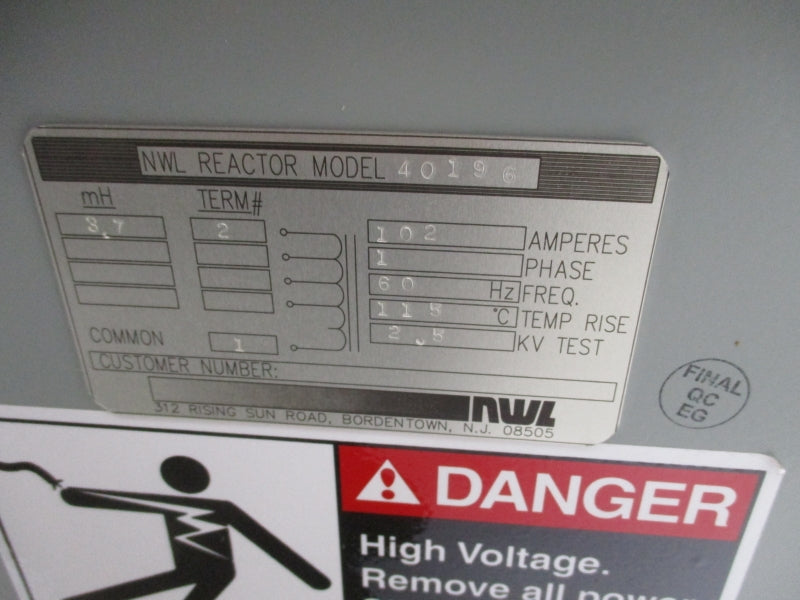 NWL REACTOR MODEL 40196
mH TERM#
3.7 2 102 AMPERES
1 PHASE
60 Hz FREQ.
115 °C TEMP RISE
COMMON 1 2.5 KV TEST
CUSTOMER NUMBER:
NWL
312 RISING SUN ROAD, BORDENTOWN, N.J. 08505
FINAL
QC
EG
DANGER
High Voltage.
Remove all power